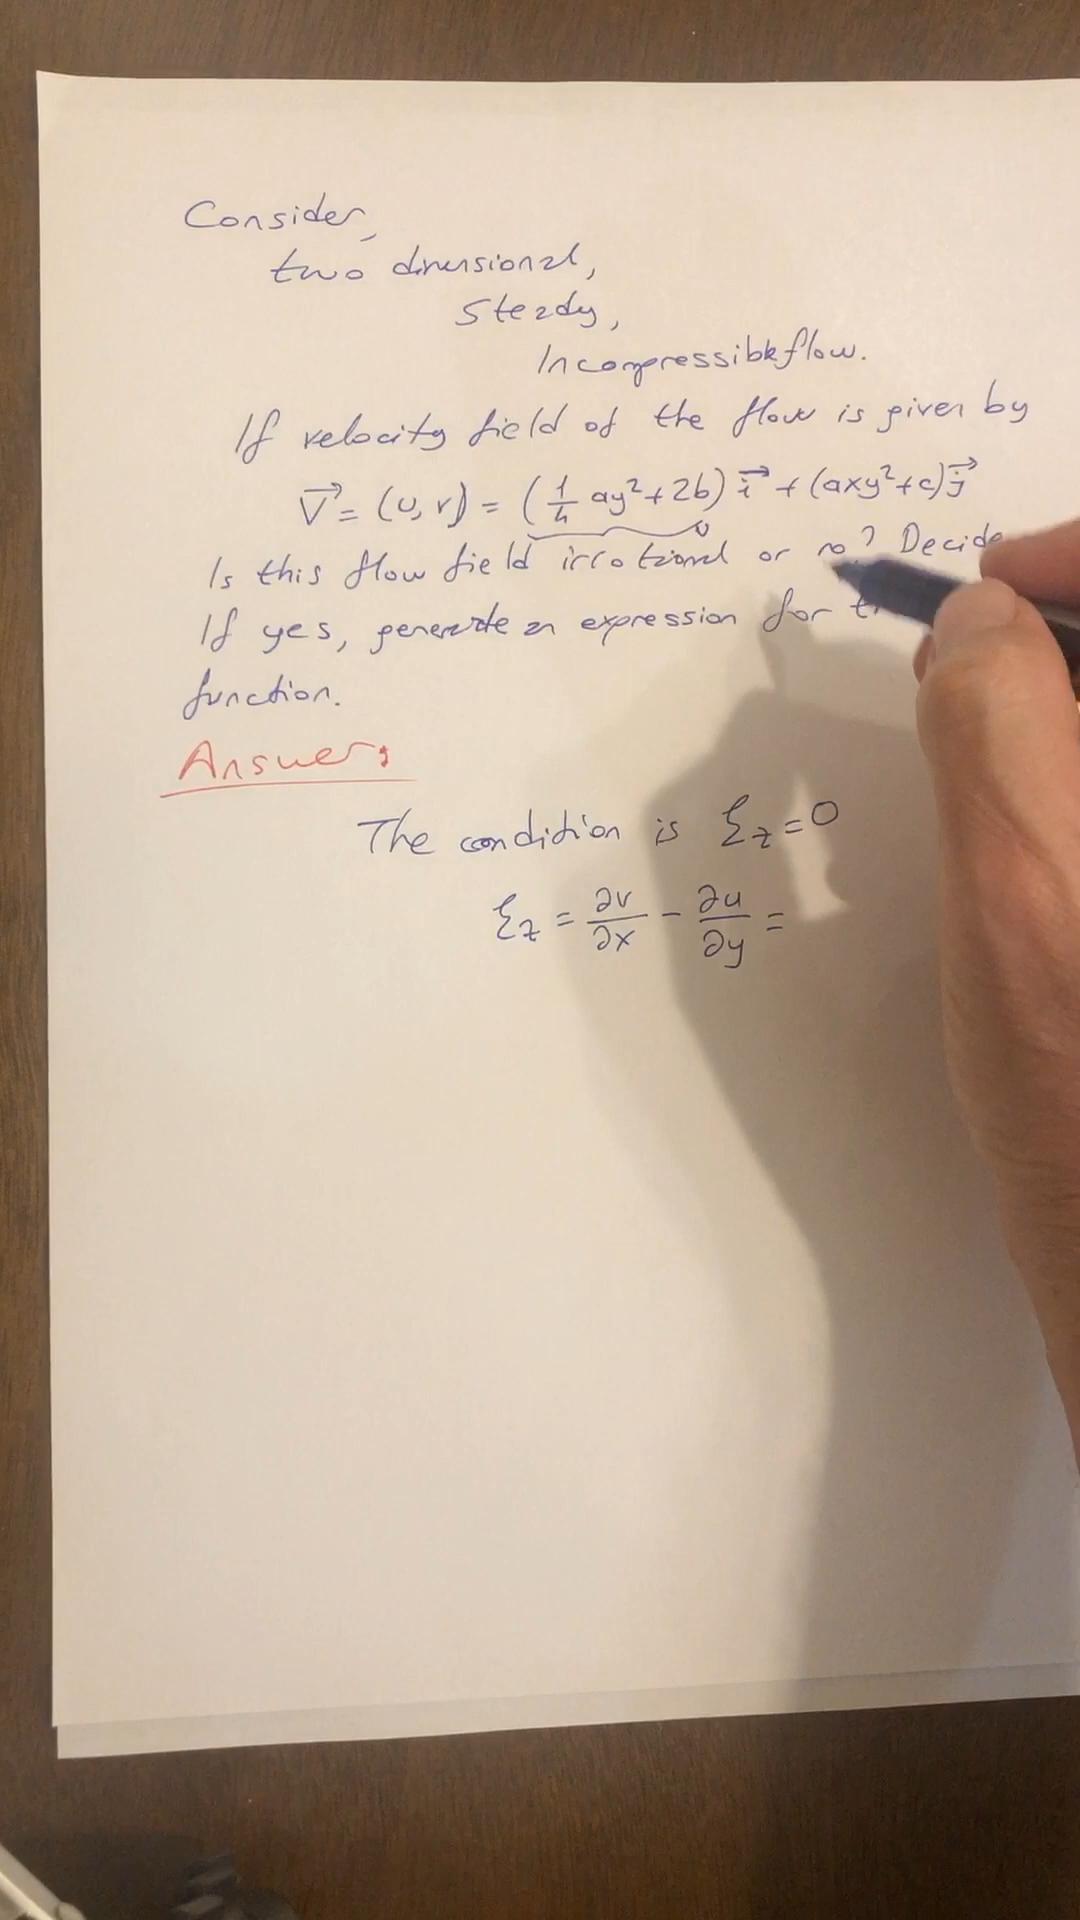 Consider,
two dimensional,
Steady,
Incompressible flow.
If velocity field of the flow is given by
V⃗ = (u, v) = (1/4 ay² + 2b) i⃗ + (axy² + c) j⃗
Is this flow field irrotional or no? Decide
If yes, generate an expression for
function.
Answer:
The condition is ξz = 0
ξz = ∂v/∂x - ∂u/∂y =